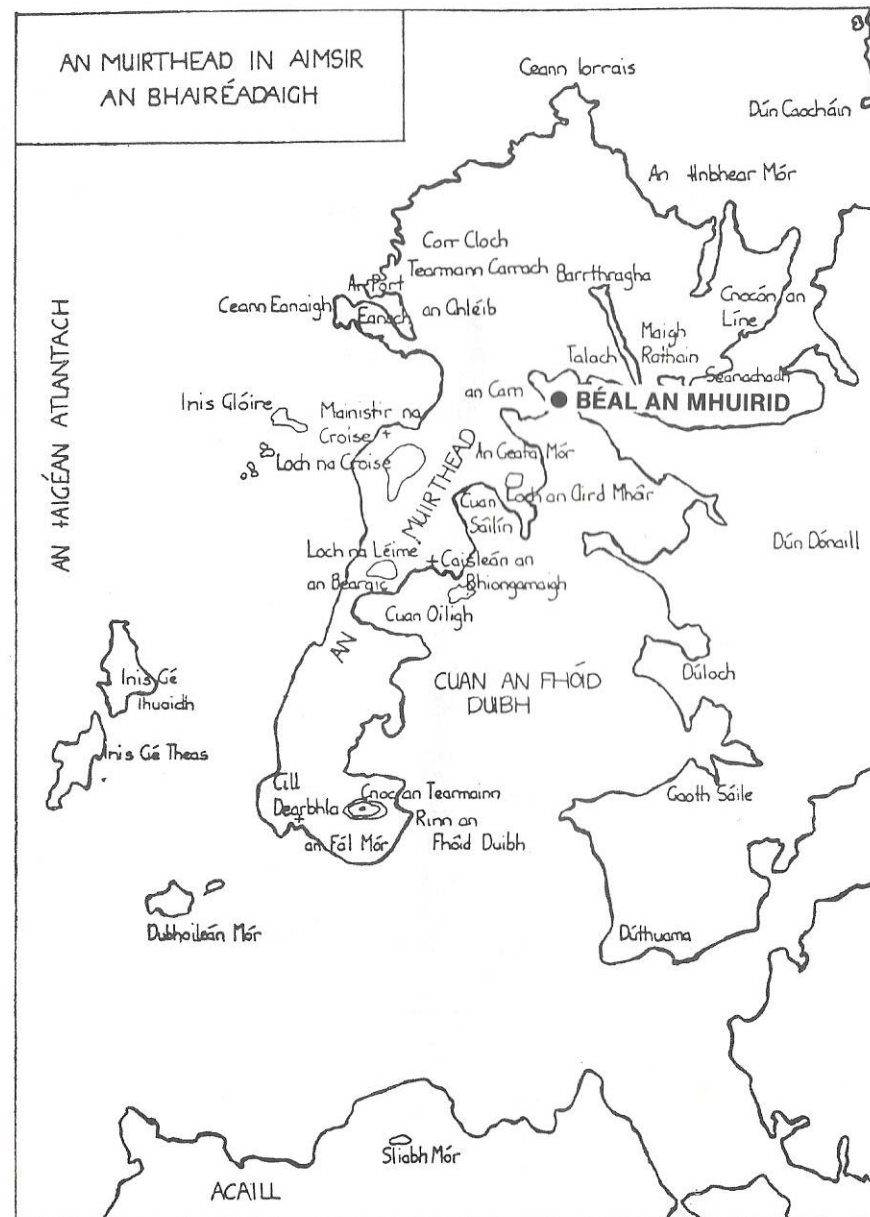 AN MUIRTHEAD IN AIMSIR
AN BHAIRÉADAIGH
Ceann Iorrais
Dún Caocháin
An tInbhear Mór
Corr Cloch
Tearmann Carrach
Barrthragha
An Port
Ceann Eanaigh
Eanach
an Chléib
Cnocón an
Líne
Maigh
Rathain
Talach
Seanachadh
an Cam
BÉAL AN MHUIRID
Inis Glóire
Mainistir na
Croise
Loch na Croise
An Geata Mór
Loch an Aird Mhár
Cuan
Sáilín
AN MUIRTHEAD
AN tAIGÉAN ATLANTACH
Dún Dónaill
Loch na Léime
Caisleán an
Bhiongamaigh
Cuan Oiligh
CUAN AN FHÓID
DUIBH
Dúloch
Inis Gé
Thuaidh
Inis Gé Theas
Cill
Dearbhla
Cnoc an Tearmainn
Rinn an
Fhóid Duibh
an Fál Mór
Gaoth Sáile
Dubhoileán Mór
Dúthuama
Sliabh Mór
ACAILL